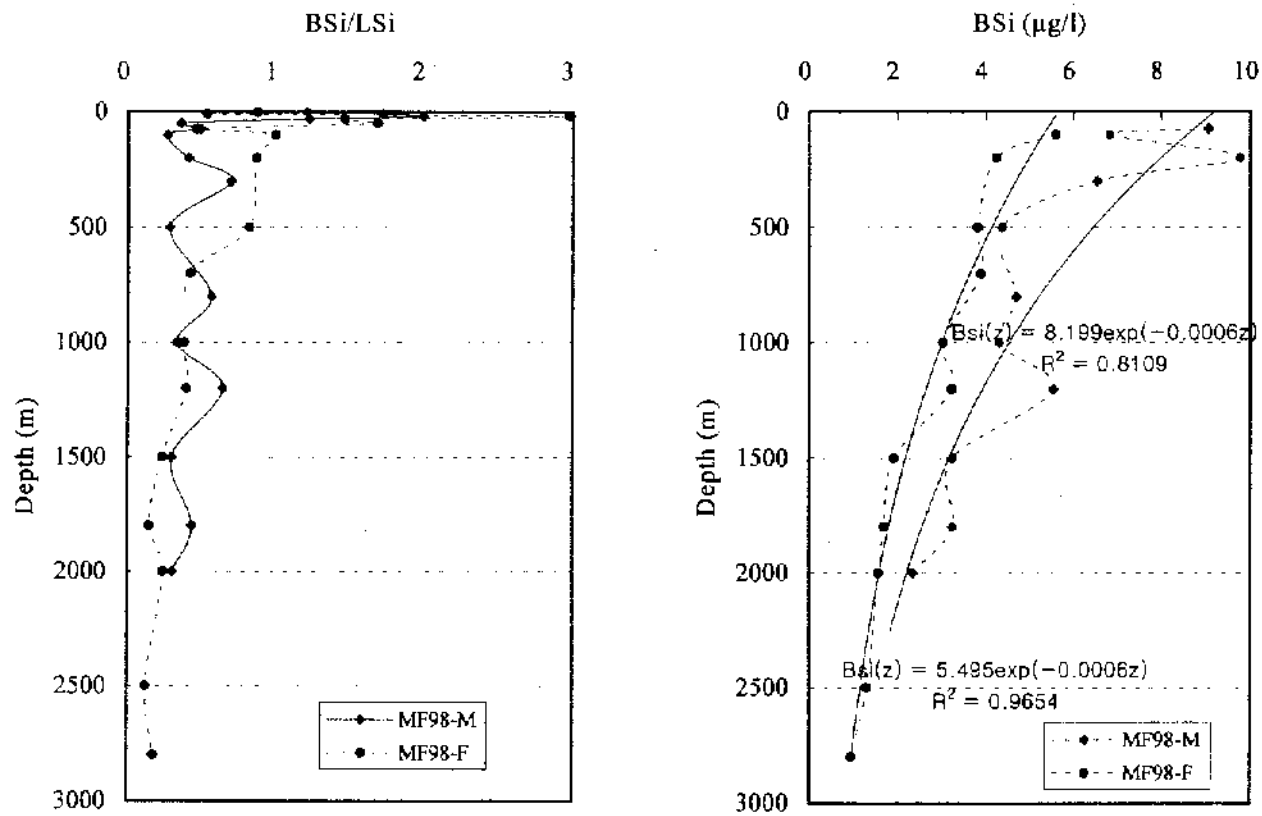 BSi/LSi
0 1 2 3
0
500
1000
1500
2000
2500
3000
Depth (m)
MF98-M
MF98-F
BSi (µg/l)
0 2 4 6 8 10
0
500
1000
1500
2000
2500
3000
Depth (m)
Bsi(z) = 8.199exp(-0.0006z)
R² = 0.8109
Bsi(z) = 5.495exp(-0.0006z)
R² = 0.9654
MF98-M
MF98-F